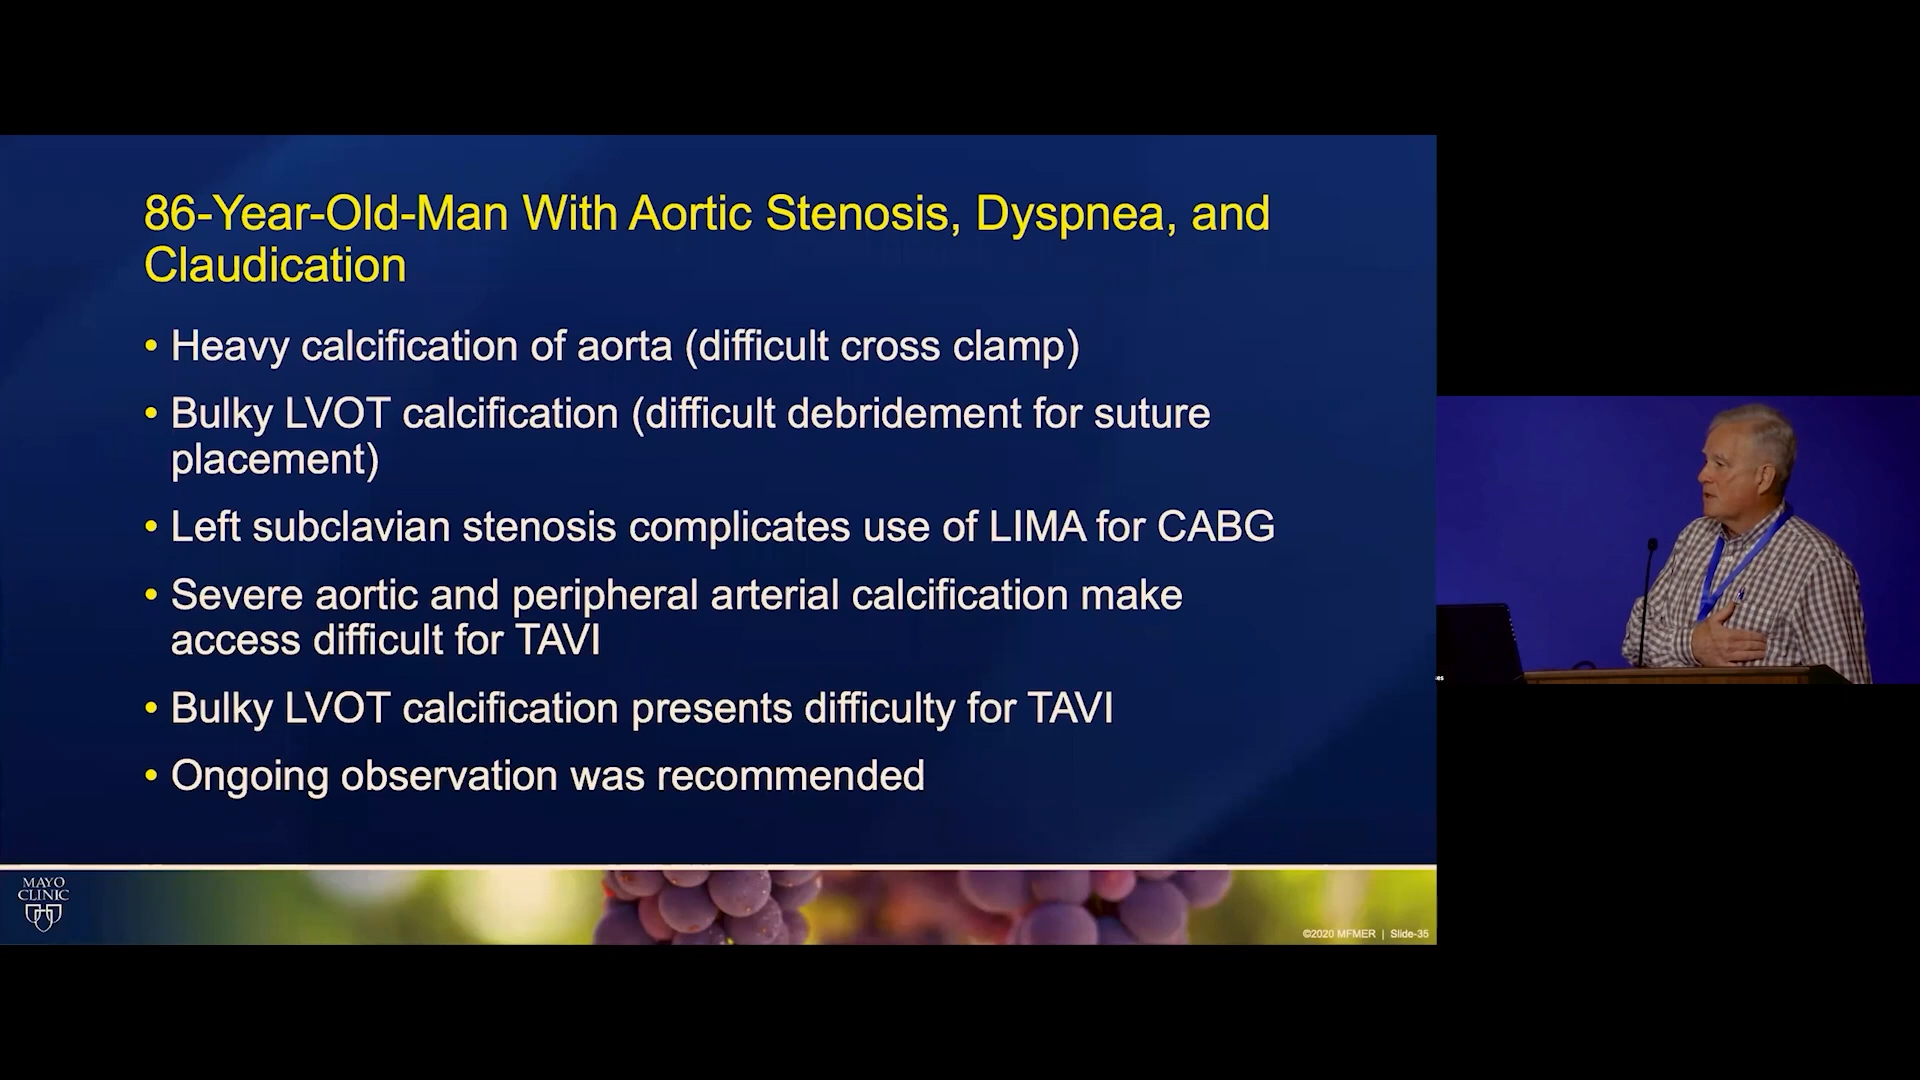 86-Year-Old-Man With Aortic Stenosis, Dyspnea, and
Claudication
• Heavy calcification of aorta (difficult cross clamp)
• Bulky LVOT calcification (difficult debridement for suture
placement)
• Left subclavian stenosis complicates use of LIMA for CABG
• Severe aortic and peripheral arterial calcification make
access difficult for TAVI
• Bulky LVOT calcification presents difficulty for TAVI
• Ongoing observation was recommended
MAYO
CLINIC
©2020 MFMER | Slide-35